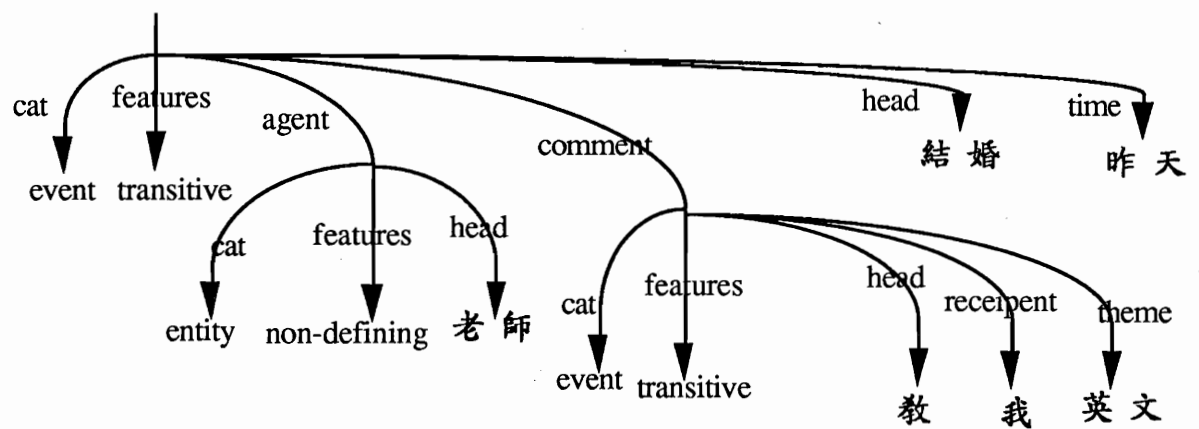 cat
features
agent
comment
head
time
event
transitive
結婚
昨天
cat
features
head
entity
non-defining
老師
cat
features
head
receipent
theme
event
transitive
教
我
英文